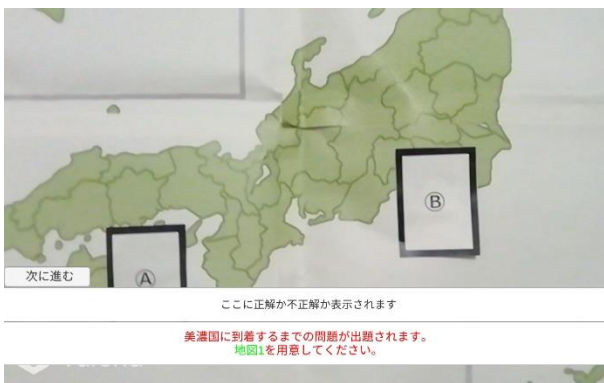 Ⓑ
Ⓐ
次に進む
ここに正解か不正解か表示されます
美濃国に到着するまでの問題が出題されます。
地図1を用意してください。